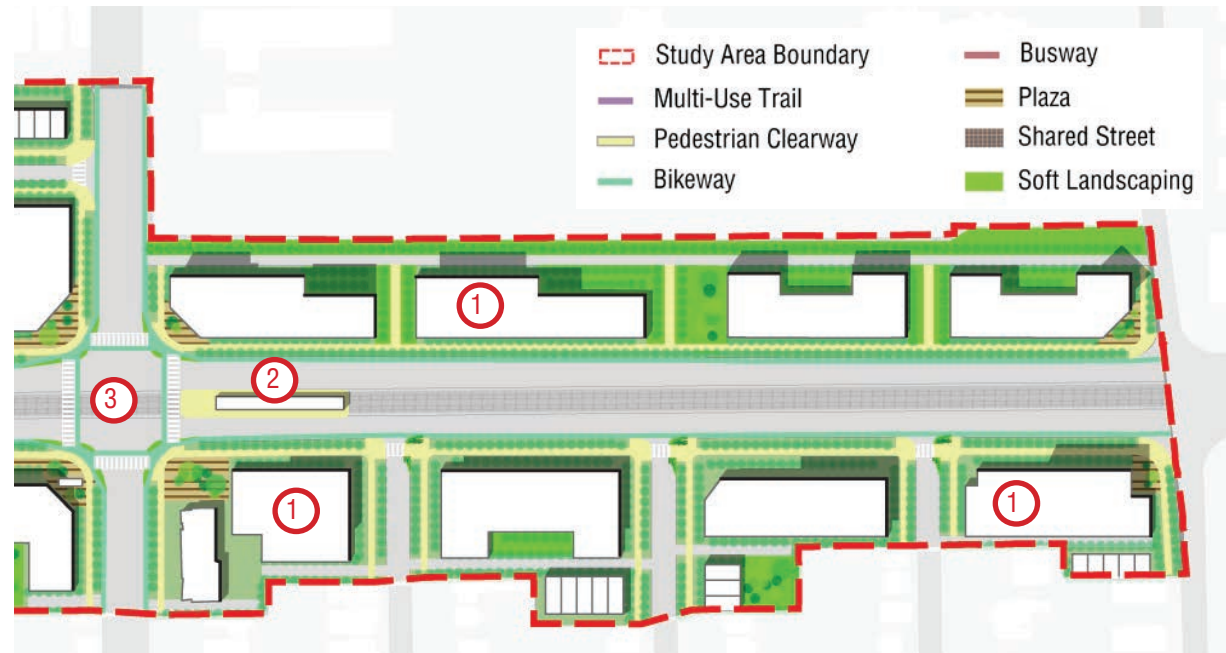 Study Area Boundary
Multi-Use Trail
Pedestrian Clearway
Bikeway
Busway
Plaza
Shared Street
Soft Landscaping
1
2
3
1
1